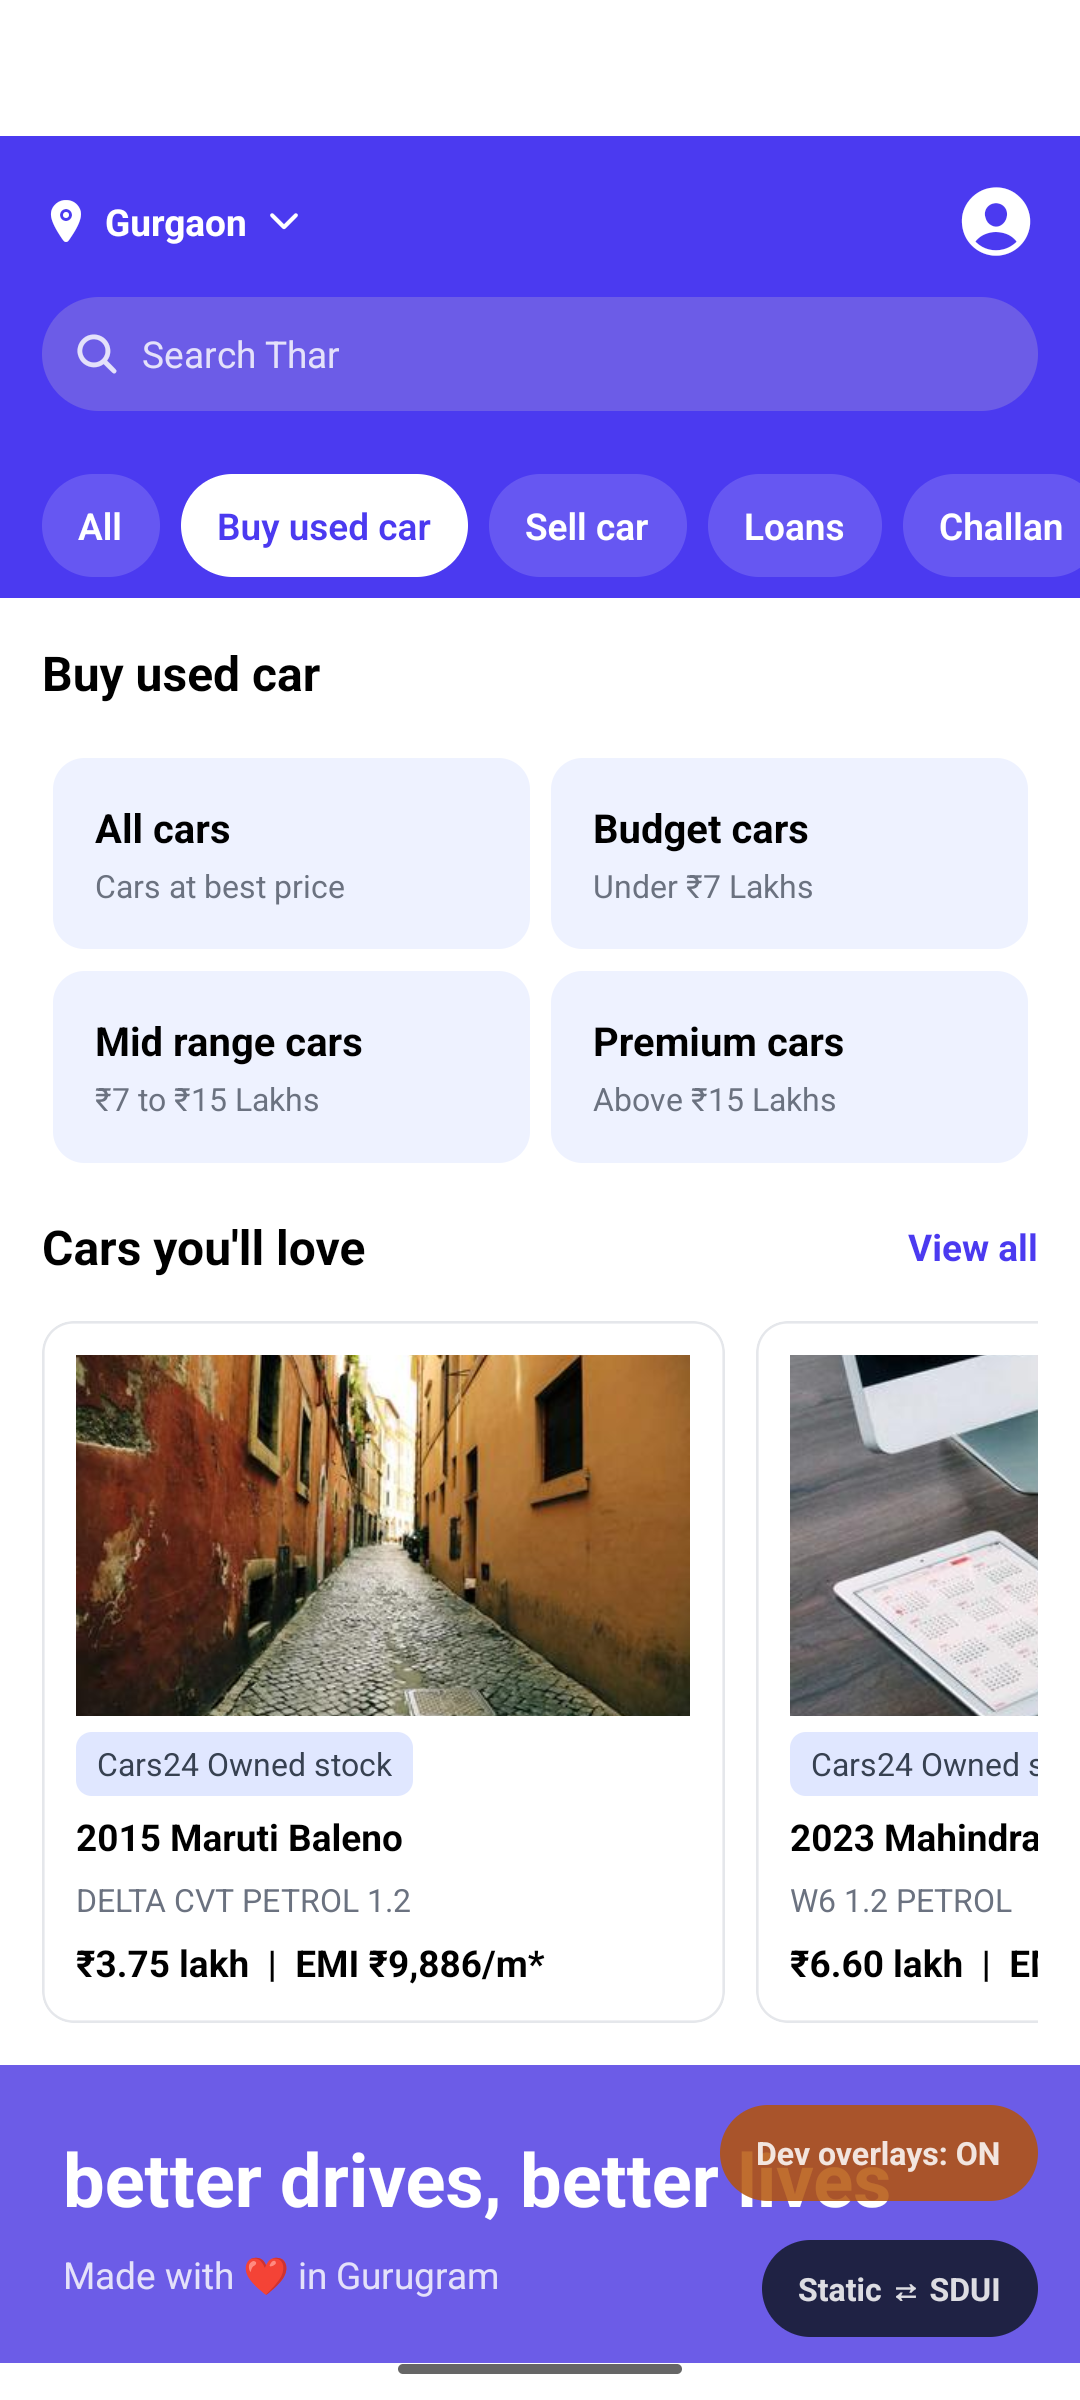 Gurgaon
Search Thar
All
Buy used car
Sell car
Loans
Challan
Buy used car
All cars
Cars at best price
Budget cars
Under ₹7 Lakhs
Mid range cars
₹7 to ₹15 Lakhs
Premium cars
Above ₹15 Lakhs
Cars you'll love
View all
Cars24 Owned stock
2015 Maruti Baleno
DELTA CVT PETROL 1.2
₹3.75 lakh | EMI ₹9,886/m*
Cars24 Owned s
2023 Mahindra
W6 1.2 PETROL
₹6.60 lakh |
better drives, better lives
Dev overlays: ON
Made with ❤️ in Gurugram
Static ⇄ SDUI